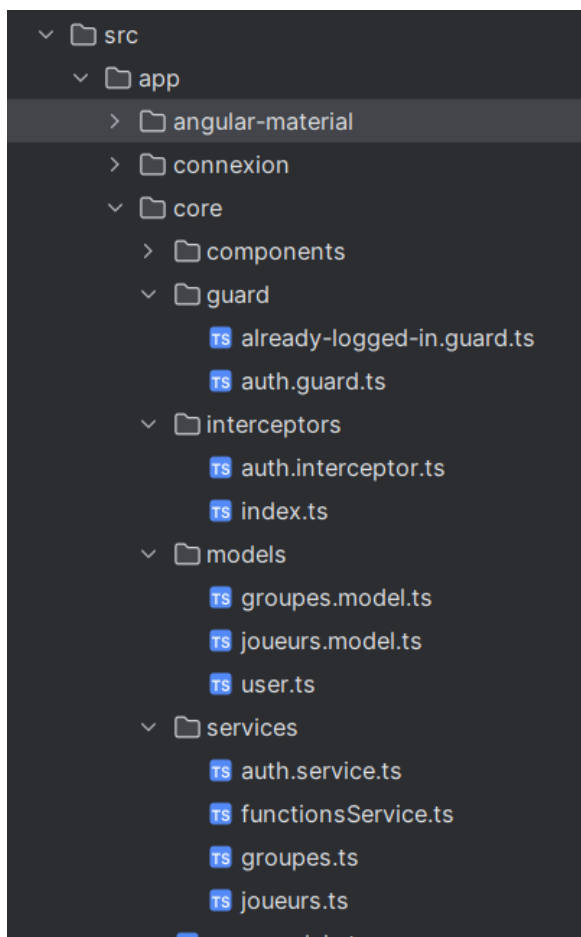 src
app
angular-material
connexion
core
components
guard
TS already-logged-in.guard.ts
TS auth.guard.ts
interceptors
TS auth.interceptor.ts
TS index.ts
models
TS groupes.model.ts
TS joueurs.model.ts
TS user.ts
services
TS auth.service.ts
TS functionsService.ts
TS groupes.ts
TS joueurs.ts